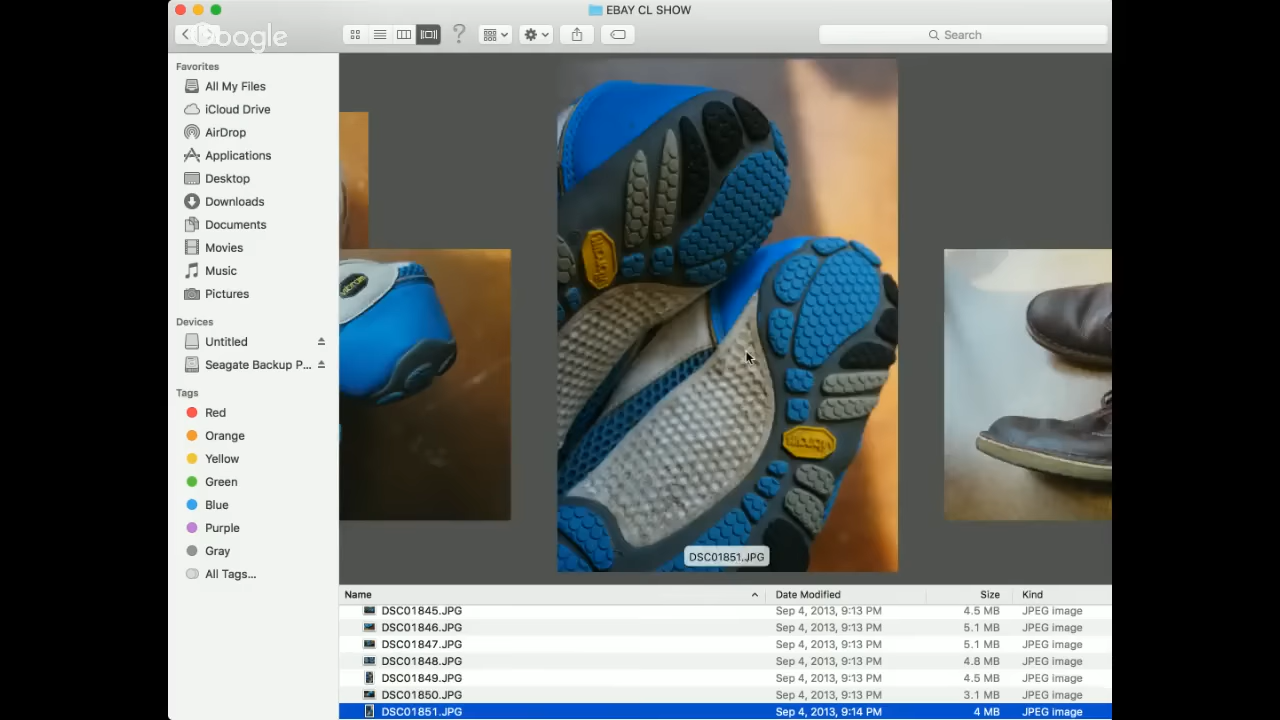 EBAY CL SHOW
Google
Search
Favorites
All My Files
iCloud Drive
AirDrop
Applications
Desktop
Downloads
Documents
Movies
Music
Pictures
Devices
Untitled
Seagate Backup P...
Tags
Red
Orange
Yellow
Green
Blue
Purple
Gray
All Tags...
DSC01851.JPG
Name Date Modified Size Kind
DSC01845.JPG Sep 4, 2013, 9:13 PM 4.5 MB JPEG image
DSC01846.JPG Sep 4, 2013, 9:13 PM 5.1 MB JPEG image
DSC01847.JPG Sep 4, 2013, 9:13 PM 5.1 MB JPEG image
DSC01848.JPG Sep 4, 2013, 9:13 PM 4.8 MB JPEG image
DSC01849.JPG Sep 4, 2013, 9:13 PM 4.5 MB JPEG image
DSC01850.JPG Sep 4, 2013, 9:13 PM 3.1 MB JPEG image
DSC01851.JPG Sep 4, 2013, 9:14 PM 4 MB JPEG image